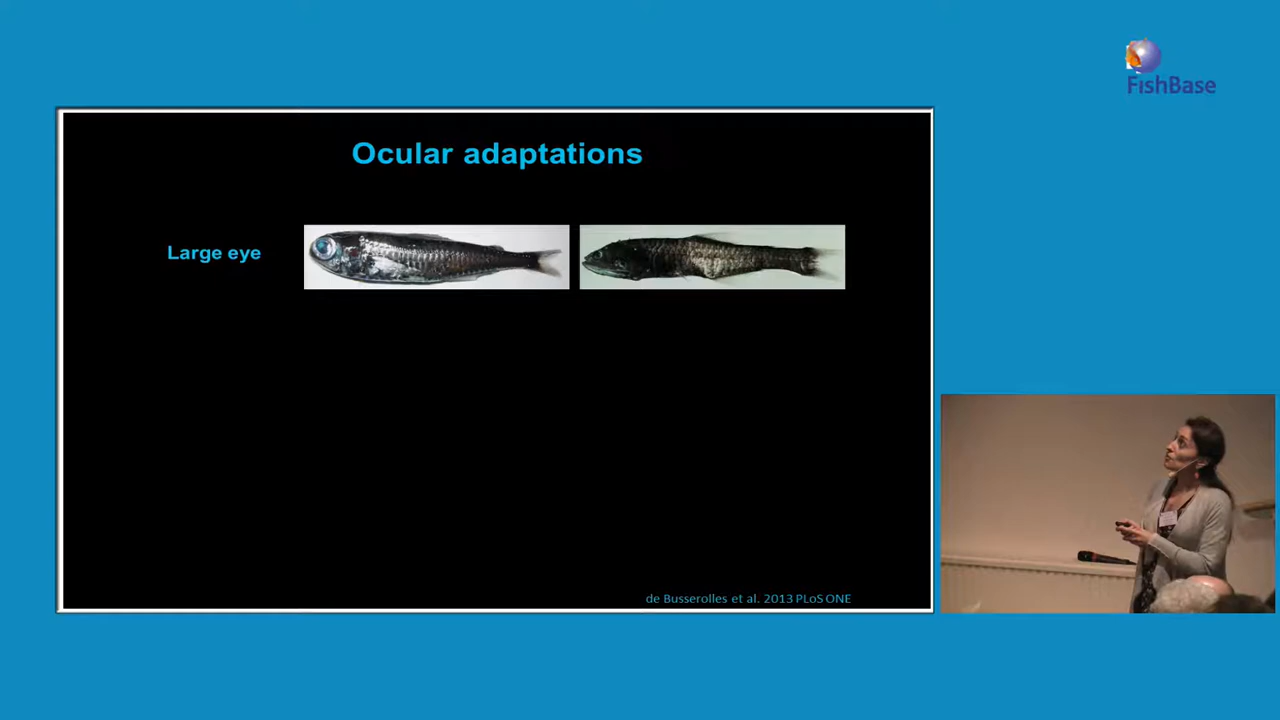 FishBase
Ocular adaptations
Large eye
de Busserolles et al. 2013 PLoS ONE